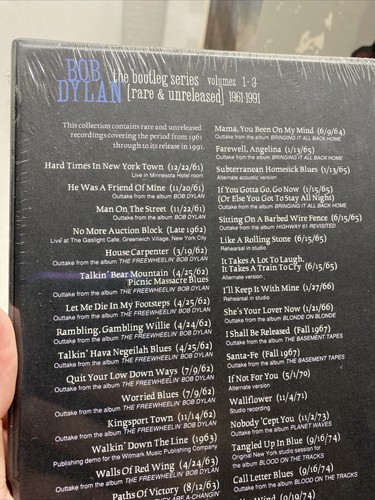 BOB
DYLAN
the bootleg series volumes 1-3
[rare & unreleased] 1961-1991
This collection contains rare and unreleased
recordings covering the period from 1961
through to its release in 1991.
Hard Times In New York Town (12/22/61)
Live in Minnesota Hotel room
He Was A Friend Of Mine (11/20/61)
Outtake from the album BOB DYLAN
Man On The Street (11/22/61)
Outtake from the album BOB DYLAN
No More Auction Block (Late 1962)
Live' at The Gaslight Cafe, Greenwich Village, New York City
House Carpenter (3/19/62)
Outtake from the album THE FREEWHEELIN' BOB DYLAN
Talkin' Bear Mountain (4/25/62)
Picnic Massacre Blues
Outtake from the album THE FREEWHEELIN' BOB DYLAN
Let Me Die In My Footsteps (4/25/62)
Outtake from the album THE FREEWHEELIN' BOB DYLAN
Rambling, Gambling Willie (4/24/62)
Outtake from the album THE FREEWHEELIN' BOB DYLAN
Talkin' Hava Negeilah Blues (4/25/62)
Outtake from the album THE FREEWHEELIN' BOB DYLAN
Quit Your Low Down Ways (7/9/62)
Outtake from the album THE FREEWHEELIN' BOB DYLAN
Worried Blues (7/9/62)
Outtake from the album THE FREEWHEELIN' BOB DYLAN
Kingsport Town (11/14/62)
Outtake from the album THE FREEWHEELIN' BOB DYLAN
Walkin' Down The Line (1963)
Publishing demo for the Witmark Music Publishing Company
Walls Of Red Wing (4/24/63)
Outtake from the album THE FREEWHEELIN' BOB DYLAN
Paths Of Victory (8/12/63)
THEY ARE A-CHANGIN'
Mama, You Been On My Mind (6/9/64)
Outtake from the album BRINGING IT ALL BACK HOME
Farewell, Angelina (1/13/65)
Outtake from the album BRINGING IT ALL BACK HOME
Subterranean Homesick Blues (1/13/65)
Alternate acoustic version
If You Gotta Go, Go Now (1/15/65)
(Or Else You Got To Stay All Night)
Outtake from the album BRINGING IT ALL BACK HOME
Sitting On A Barbed Wire Fence (6/15/65)
Outtake from the album HIGHWAY 61 REVISITED
Like A Rolling Stone (6/15/65)
Rehearsal in studio
It Takes A Lot To Laugh,
It Takes A Train To Cry (6/15/65)
Alternate version
I'll Keep It With Mine (1/27/66)
Rehearsal in studio
She's Your Lover Now (1/21/66)
Outtake from the album BLONDE ON BLONDE
I Shall Be Released (Fall 1967)
Outtake from the album THE BASEMENT TAPES
Santa-Fe (Fall 1967)
Outtake from the album THE BASEMENT TAPES
If Not For You (5/1/70)
Alternate version
Wallflower (11/4/71)
Studio recording
Nobody 'Cept You (11/2/73)
Outtake from the album PLANET WAVES
Tangled Up In Blue (9/16/74)
Original New York studio session for
the album BLOOD ON THE TRACKS
Call Letter Blues (9/16/74)
Outtake from the album BLOOD ON THE TRACKS
Wind (9/16/74)